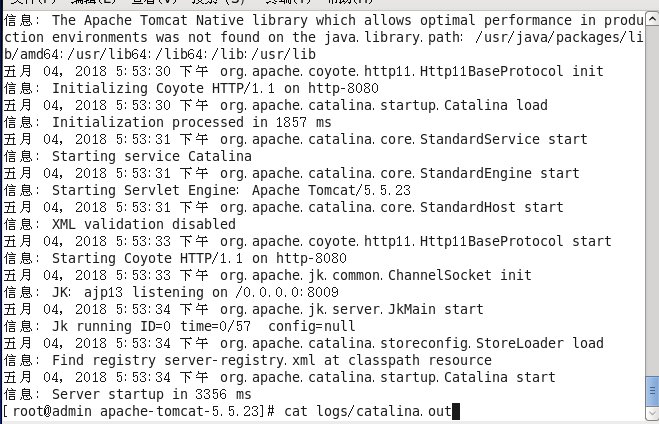 信息: The Apache Tomcat Native library which allows optimal performance in produ
ction environments was not found on the java.library.path: /usr/java/packages/li
b/amd64:/usr/lib64:/lib64:/lib:/usr/lib
五月 04, 2018 5:53:30 下午 org.apache.coyote.http11.Http11BaseProtocol init
信息: Initializing Coyote HTTP/1.1 on http-8080
五月 04, 2018 5:53:30 下午 org.apache.catalina.startup.Catalina load
信息: Initialization processed in 1857 ms
五月 04, 2018 5:53:31 下午 org.apache.catalina.core.StandardService start
信息: Starting service Catalina
五月 04, 2018 5:53:31 下午 org.apache.catalina.core.StandardEngine start
信息: Starting Servlet Engine: Apache Tomcat/5.5.23
五月 04, 2018 5:53:31 下午 org.apache.catalina.core.StandardHost start
信息: XML validation disabled
五月 04, 2018 5:53:33 下午 org.apache.coyote.http11.Http11BaseProtocol start
信息: Starting Coyote HTTP/1.1 on http-8080
五月 04, 2018 5:53:33 下午 org.apache.jk.common.ChannelSocket init
信息: JK: ajp13 listening on /0.0.0.0:8009
五月 04, 2018 5:53:34 下午 org.apache.jk.server.JkMain start
信息: Jk running ID=0 time=0/57  config=null
五月 04, 2018 5:53:34 下午 org.apache.catalina.storeconfig.StoreLoader load
信息: Find registry server-registry.xml at classpath resource
五月 04, 2018 5:53:34 下午 org.apache.catalina.startup.Catalina start
信息: Server startup in 3356 ms
[root@admin apache-tomcat-5.5.23]# cat logs/catalina.out